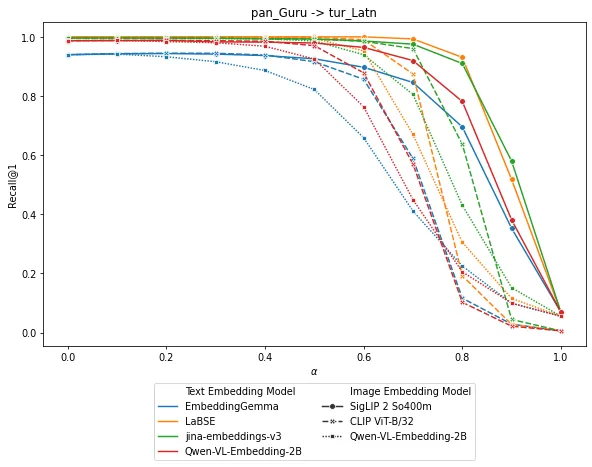 pan_Guru -> tur_Latn
1.0
0.8
0.6
0.4
0.2
0.0
Recall@1
0.0 0.2 0.4 0.6 0.8 1.0
α
Text Embedding Model Image Embedding Model
EmbeddingGemma SigLIP 2 So400m
LaBSE CLIP ViT-B/32
jina-embeddings-v3 Qwen-VL-Embedding-2B
Qwen-VL-Embedding-2B